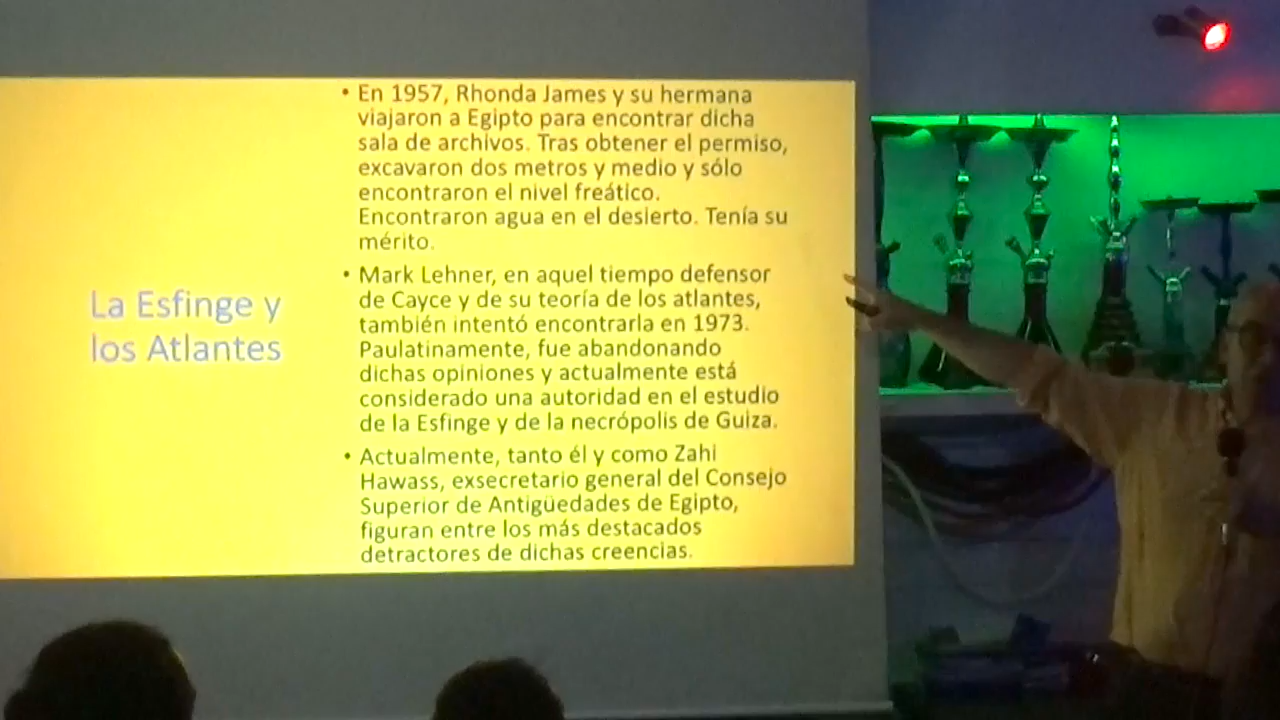 La Esfinge y
los Atlantes
• En 1957, Rhonda James y su hermana
viajaron a Egipto para encontrar dicha
sala de archivos. Tras obtener el permiso,
excavaron dos metros y medio y sólo
encontraron el nivel freático.
Encontraron agua en el desierto. Tenía su
mérito.
• Mark Lehner, en aquel tiempo defensor
de Cayce y de su teoría de los atlantes,
también intentó encontrarla en 1973.
Paulatinamente, fue abandonando
dichas opiniones y actualmente está
considerado una autoridad en el estudio
de la Esfinge y de la necrópolis de Guiza.
• Actualmente, tanto él y como Zahi
Hawass, exsecretario general del Consejo
Superior de Antigüedades de Egipto,
figuran entre los más destacados
detractores de dichas creencias.